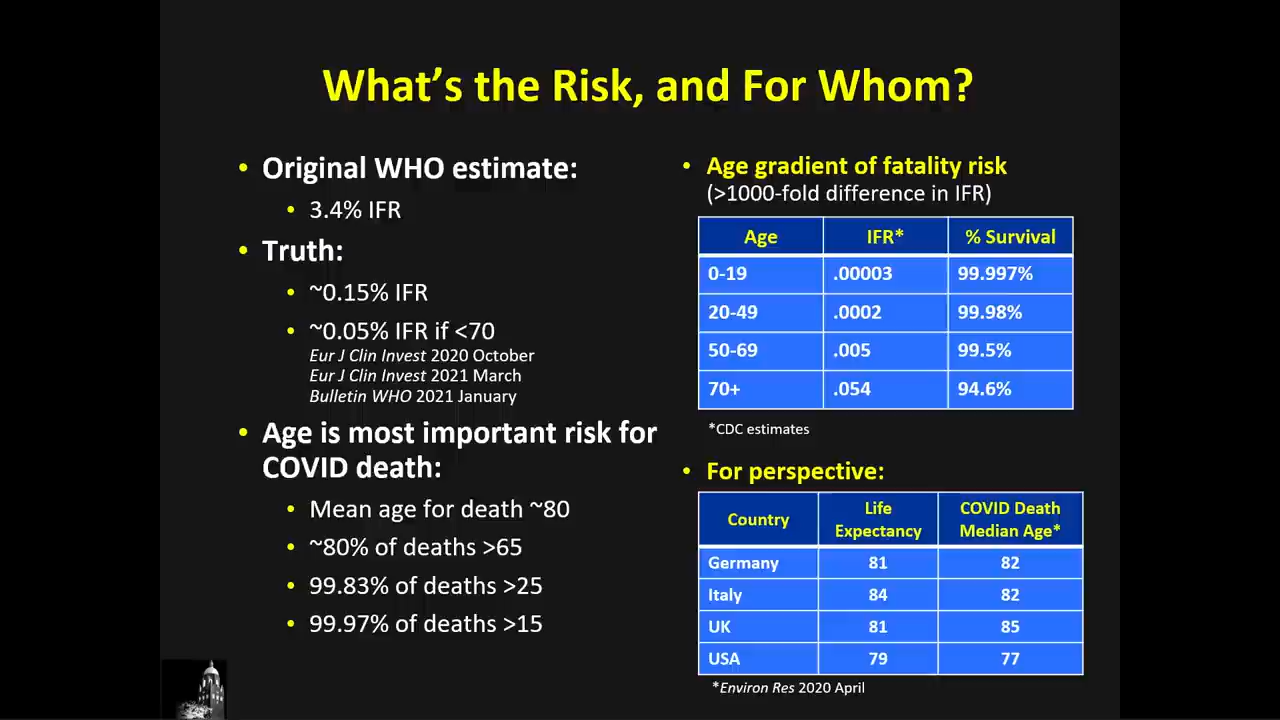 What's the Risk, and For Whom?
• Original WHO estimate:
• 3.4% IFR
• Truth:
• ~0.15% IFR
• ~0.05% IFR if <70
Eur J Clin Invest 2020 October
Eur J Clin Invest 2021 March
Bulletin WHO 2021 January
• Age is most important risk for
COVID death:
• Mean age for death ~80
• ~80% of deaths >65
• 99.83% of deaths >25
• 99.97% of deaths >15
• Age gradient of fatality risk
(>1000-fold difference in IFR)
Age IFR* % Survival
0-19 .00003 99.997%
20-49 .0002 99.98%
50-69 .005 99.5%
70+ .054 94.6%
*CDC estimates
• For perspective:
Country Life Expectancy COVID Death Median Age*
Germany 81 82
Italy 84 82
UK 81 85
USA 79 77
*Environ Res 2020 April